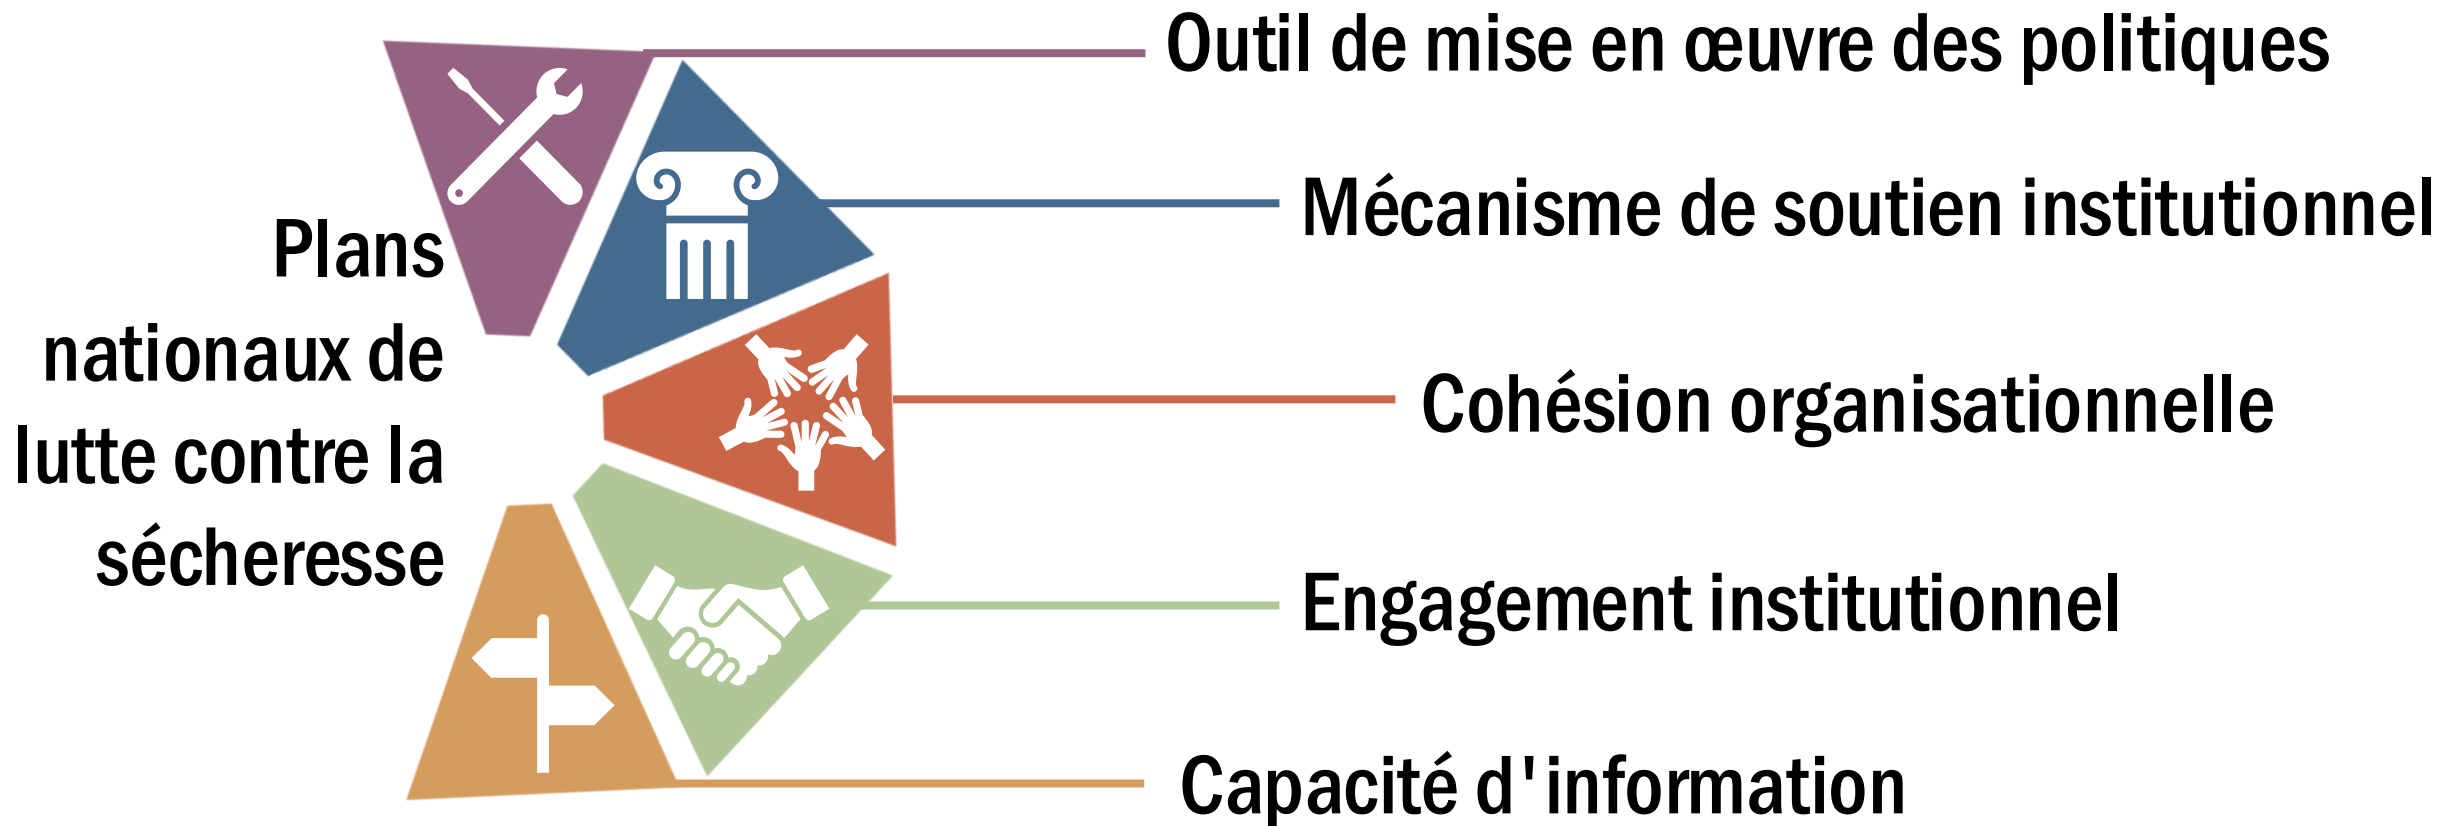 Plans
nationaux de
lutte contre la
sécheresse
Outil de mise en œuvre des politiques
Mécanisme de soutien institutionnel
Cohésion organisationnelle
Engagement institutionnel
Capacité d'information